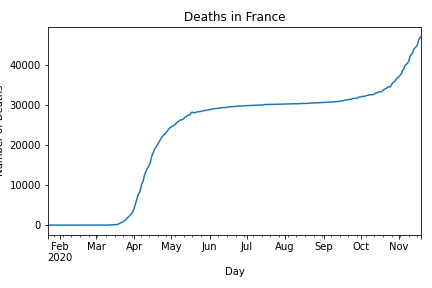 Deaths in France
Number of Deaths
40000
30000
20000
10000
0
Feb Mar Apr May Jun Jul Aug Sep Oct Nov
2020
Day